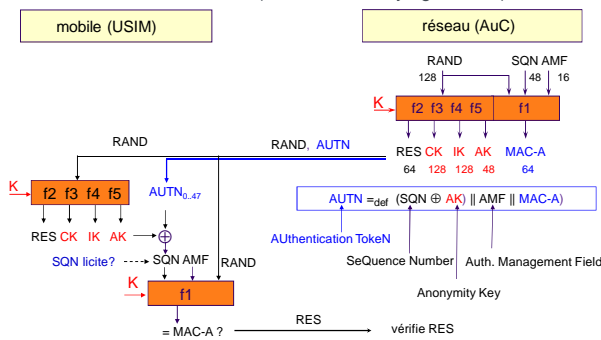 mobile (USIM)
réseau (AuC)
RAND
SQN AMF
128
48
16
K
f2 f3 f4 f5
f1
RAND
RAND, AUTN
RES CK IK AK MAC-A
64 128 128 48 64
K
f2 f3 f4 f5
AUTN0..47
AUTN =def (SQN ⊕ AK) || AMF || MAC-A)
RES CK IK AK
⊕
AUthentication TokeN
SQN licite?
SQN AMF
RAND
SeQuence Number
Auth. Management Field
K
f1
Anonymity Key
= MAC-A ?
RES
vérifie RES